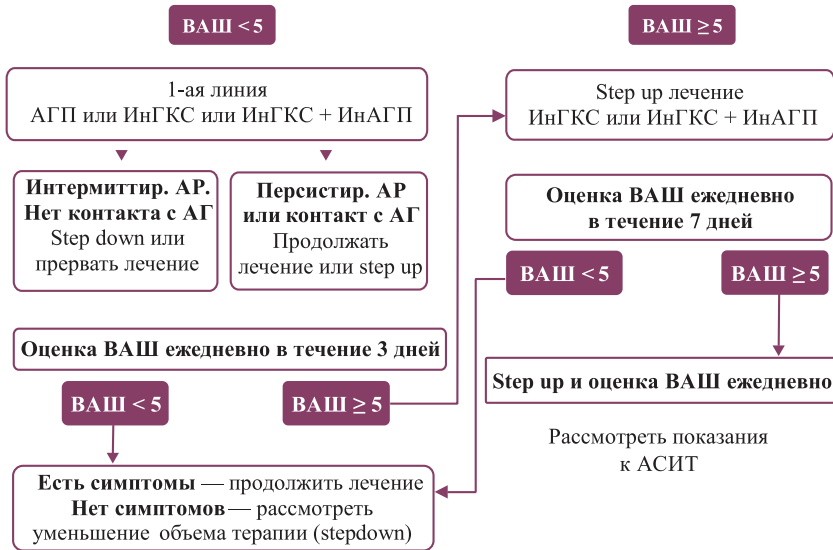 ВАШ < 5
1-ая линия
АГП или ИнГКС или ИнГКС + ИнАГП
Интермиттир. АР.
Нет контакта с АГ
Step down или
прервать лечение
Персистир. АР
или контакт с АГ
Продолжать
лечение или step up
Оценка ВАШ ежедневно в течение 3 дней
ВАШ < 5
ВАШ ≥ 5
Есть симптомы — продолжить лечение
Нет симптомов— рассмотреть
уменьшение объема терапии (stepdown)
ВАШ ≥ 5
Step up лечение
ИнГКС или ИнГКС + ИнАГП
Оценка ВАШ ежедневно
в течение 7 дней
ВАШ < 5
ВАШ ≥ 5
Step up и оценка ВАШ ежедневно
Рассмотреть показания
к АСИТ